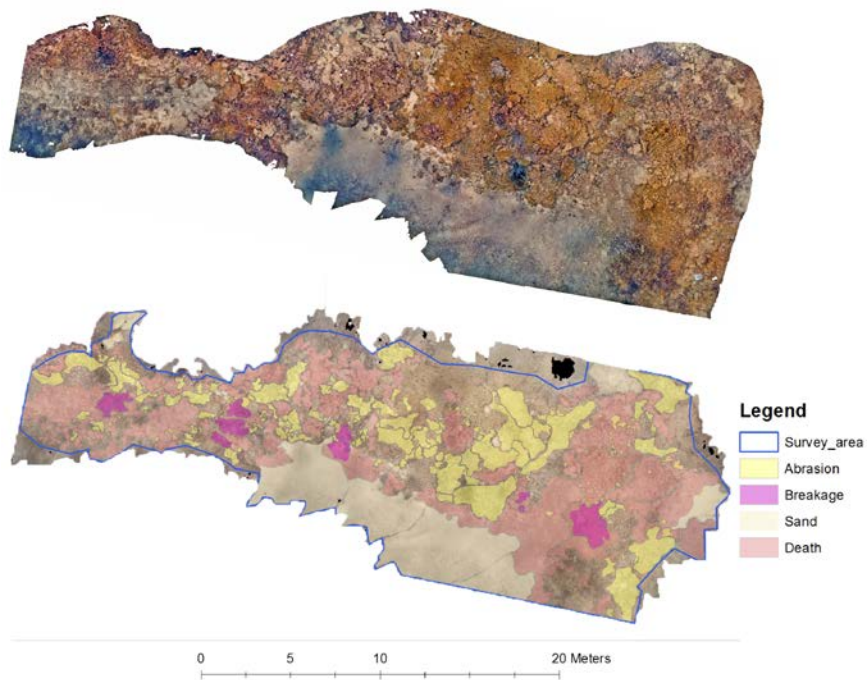 Legend
Survey_area
Abrasion
Breakage
Sand
Death
0 5 10 20 Meters